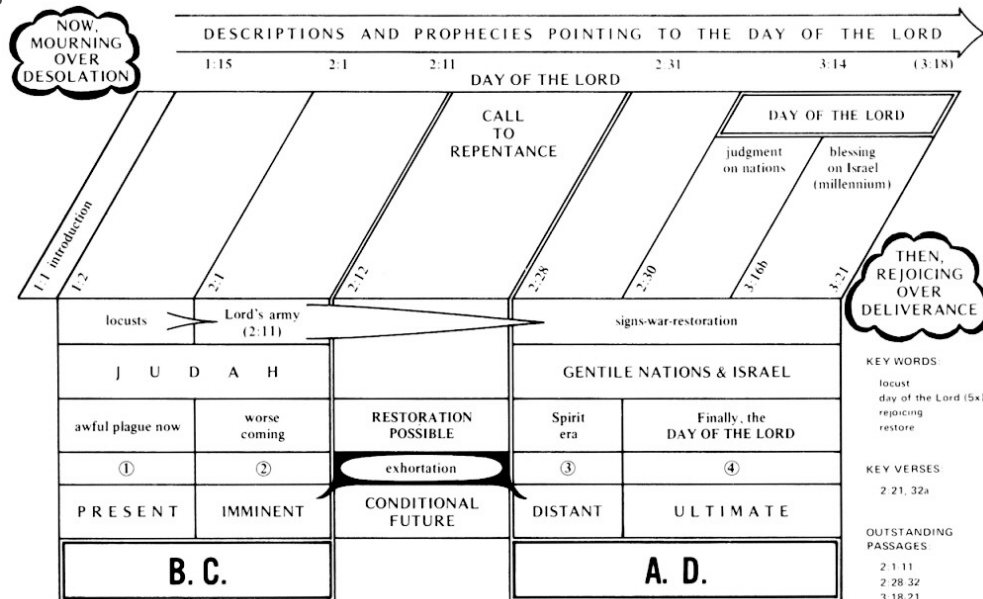 NOW,
MOURNING
OVER
DESOLATION
DESCRIPTIONS AND PROPHECIES POINTING TO THE DAY OF THE LORD
1:15 2:1 2:11 2:31 3:14 (3:18)
DAY OF THE LORD
CALL
TO
REPENTANCE
DAY OF THE LORD
judgment
on nations
blessing
on Israel
(millennium)
1:1 introduction
1:2
2:1
2:12
2:28
2:30
3:16b
3:21
THEN,
REJOICING
OVER
DELIVERANCE
locusts
Lord's army
(2:11)
signs-war-restoration
JUDAH
GENTILE NATIONS & ISRAEL
awful plague now
worse
coming
RESTORATION
POSSIBLE
Spirit
era
Finally, the
DAY OF THE LORD
① ② exhortation ③ ④
PRESENT
IMMINENT
CONDITIONAL
FUTURE
DISTANT
ULTIMATE
B. C.
A. D.
KEY WORDS:
locust
day of the Lord (5x)
rejoicing
restore
KEY VERSES
2:21, 32a
OUTSTANDING
PASSAGES:
2:1-11
2:28-32
3:18-21